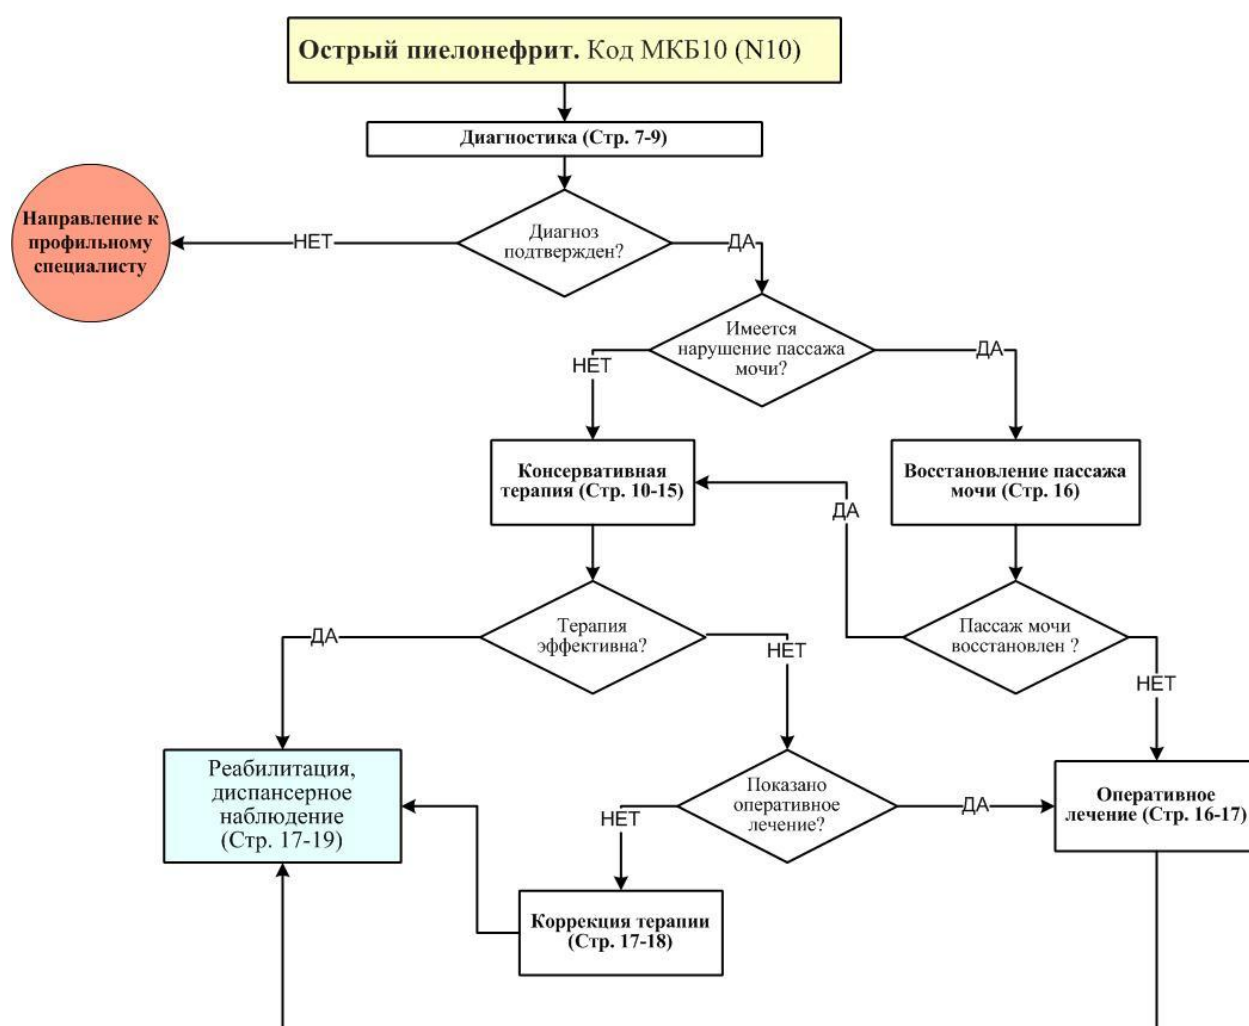 Острый пиелонефрит. Код МКБ10 (N10)
Диагностика (Стр. 7-9)
Направление к
профильному
специалисту
НЕТ
Диагноз
подтвержден?
ДА
Имеется
нарушение пассажа
мочи?
НЕТ
ДА
Консервативная
терапия (Стр. 10-15)
Восстановление пассажа
мочи (Стр. 16)
ДА
Терапия
эффективна?
ДА
НЕТ
Пассаж мочи
восстановлен ?
НЕТ
Реабилитация,
диспансерное
наблюдение
(Стр. 17-19)
Показано
оперативное
лечение?
НЕТ
ДА
Оперативное
лечение (Стр. 16-17)
Коррекция терапии
(Стр. 17-18)